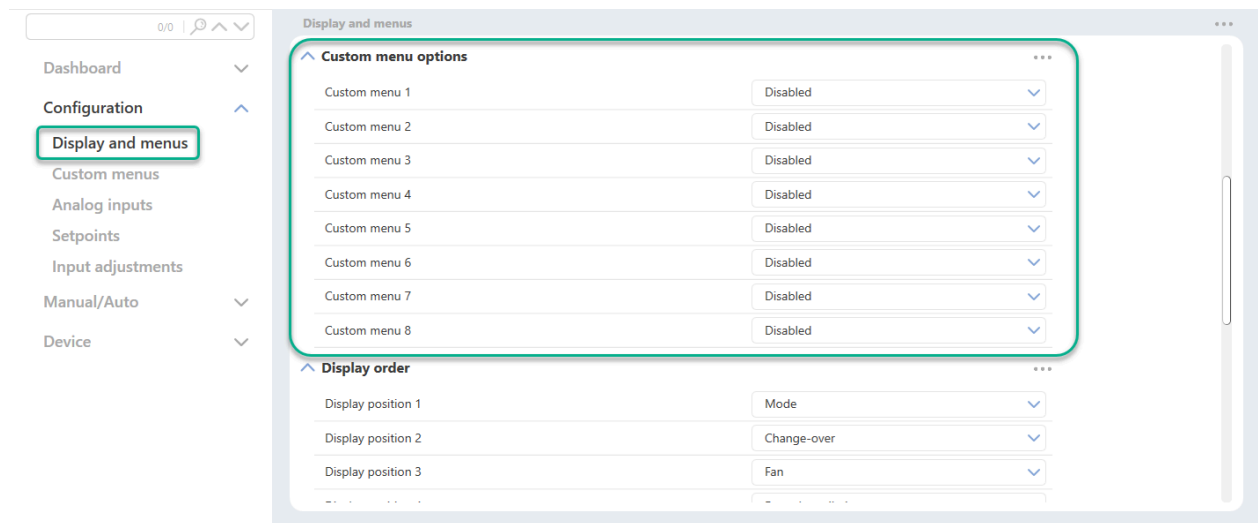 0/0
Dashboard
Configuration
Display and menus
Custom menus
Analog inputs
Setpoints
Input adjustments
Manual/Auto
Device
Display and menus
Custom menu options
Custom menu 1 Disabled
Custom menu 2 Disabled
Custom menu 3 Disabled
Custom menu 4 Disabled
Custom menu 5 Disabled
Custom menu 6 Disabled
Custom menu 7 Disabled
Custom menu 8 Disabled
Display order
Display position 1 Mode
Display position 2 Change-over
Display position 3 Fan